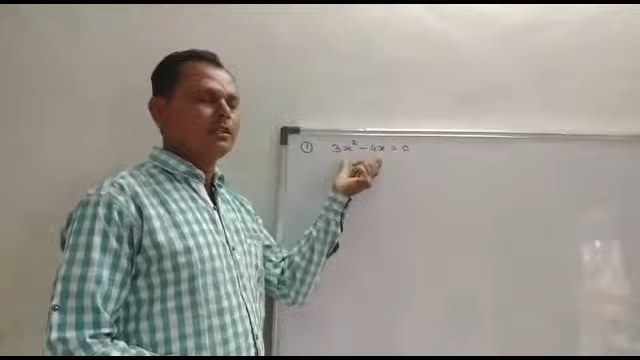 ① 3x² - 4x = 0